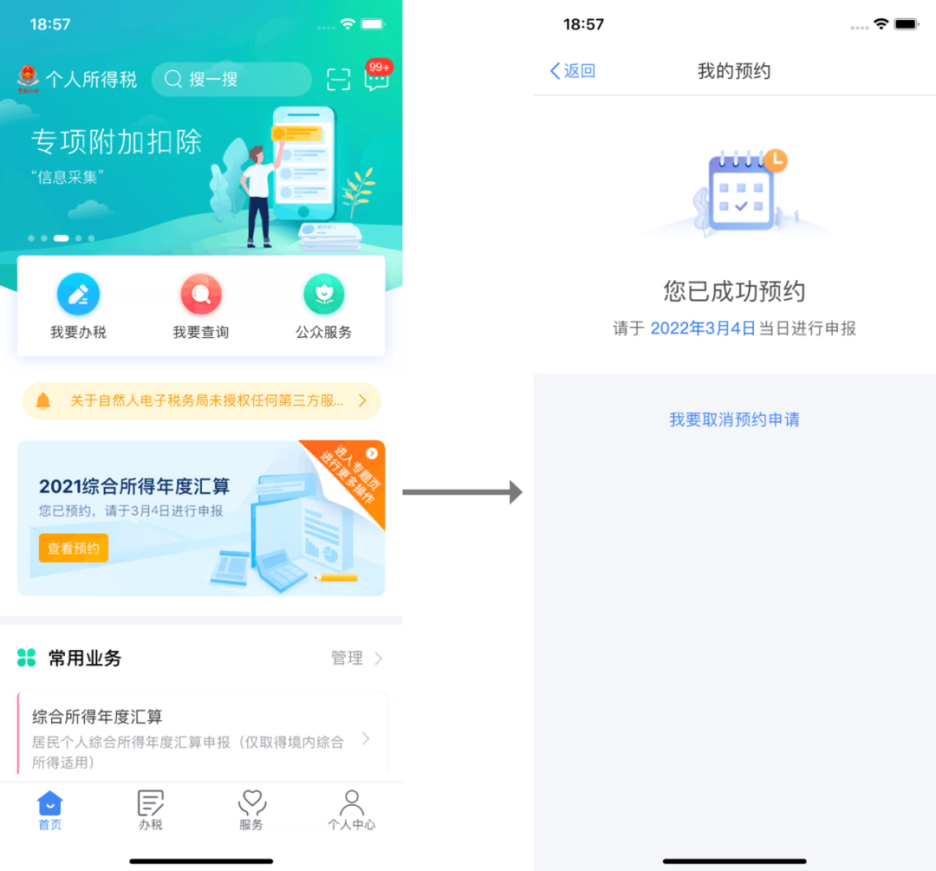 18:57
个人所得税
搜一搜
99+
专项附加扣除
“信息采集”
我要办税
我要查询
公众服务
关于自然人电子税务局未授权任何第三方服...
进入专题页
进行更多操作
2021综合所得年度汇算
您已预约，请于3月4日进行申报
查看预约
常用业务
管理
综合所得年度汇算
居民个人综合所得年度汇算申报（仅取得境内综合
所得适用）
首页
办税
服务
个人中心
18:57
返回
我的预约
您已成功预约
请于 2022年3月4日当日进行申报
我要取消预约申请